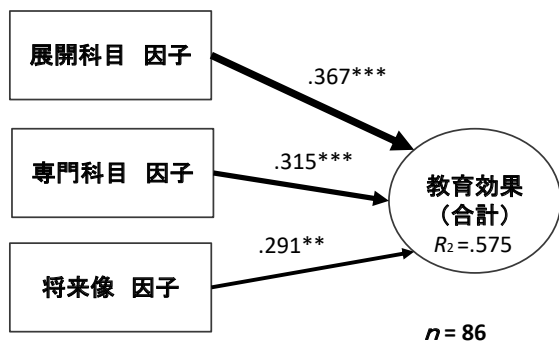 展開科目 因子
.367***
専門科目 因子
.315***
教育効果
(合計)
R₂=.575
.291**
将来像 因子
n = 86